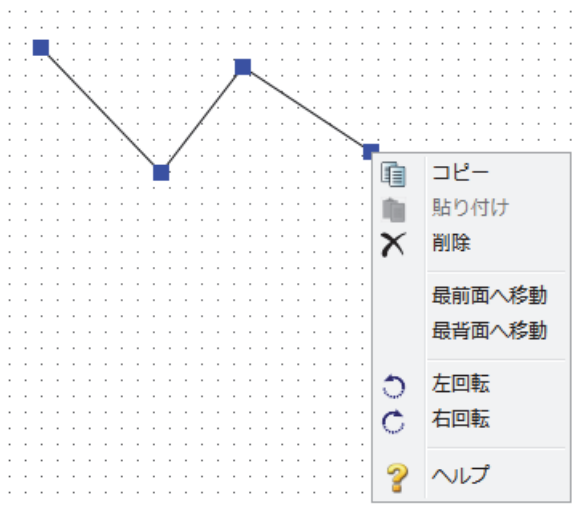 コピー
貼り付け
削除
最前面へ移動
最背面へ移動
左回転
右回転
ヘルプ